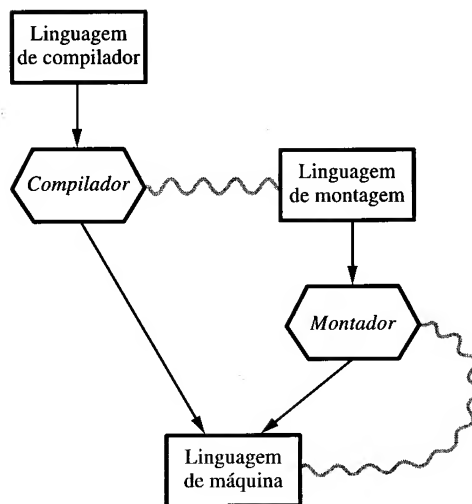 Linguagem
de compilador
Compilador
Linguagem
de montagem
Montador
Linguagem
de máquina